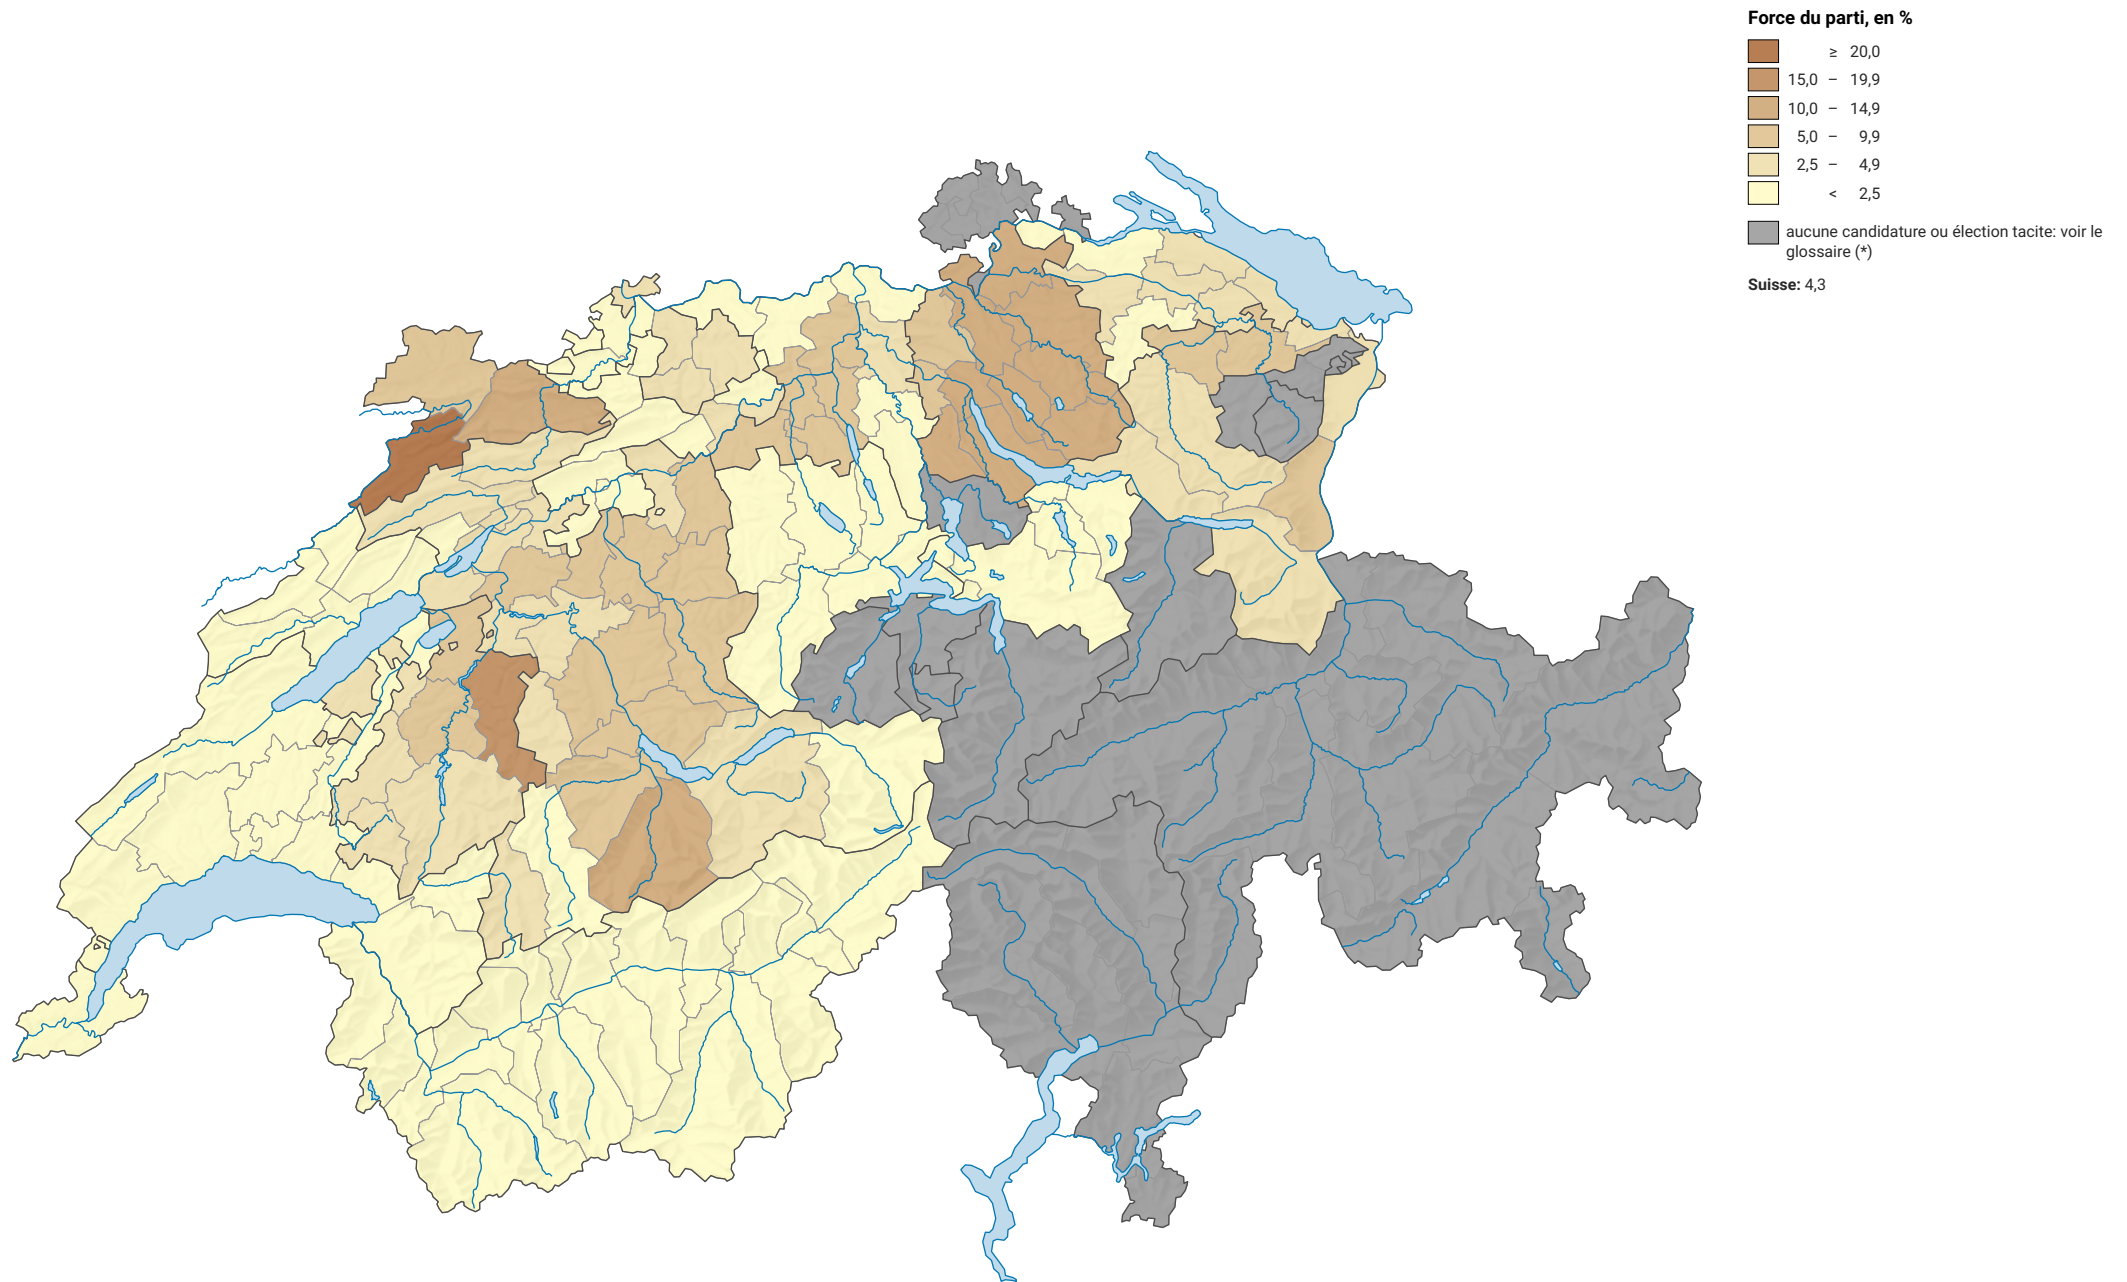 Force du parti, en %
≥ 20,0
15,0 – 19,9
10,0 – 14,9
5,0 – 9,9
2,5 – 4,9
< 2,5
aucune candidature ou élection tacite: voir le
glossaire (*)
Suisse: 4,3